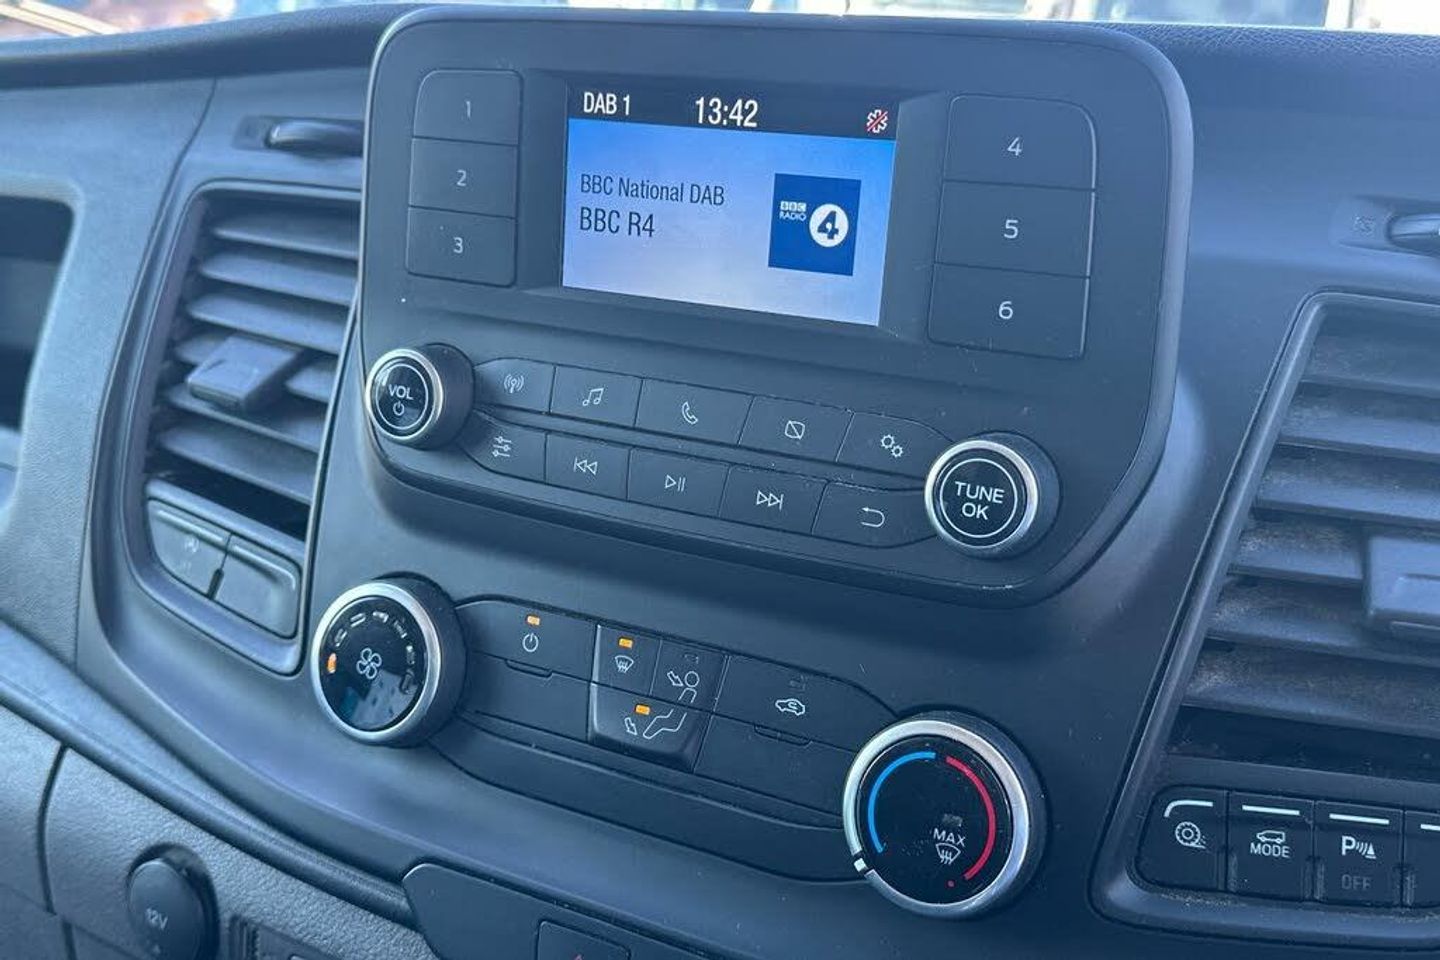 DAB 1 13:42
BBC National DAB
BBC R4
BBC
RADIO 4
1
2
3
4
5
6
VOL
TUNE
OK
MAX
MODE
P
OFF
12V